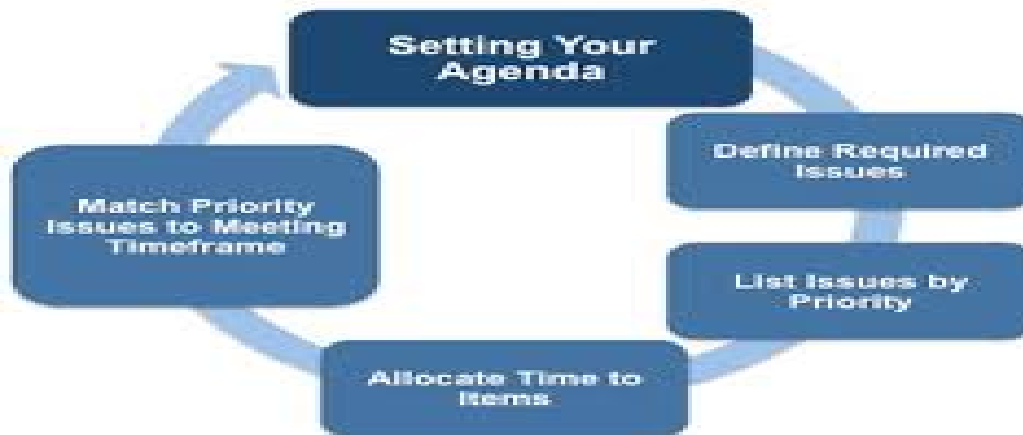 Setting Your
Agenda
Define Required
Issues
List Issues by
Priority
Allocate Time to
Items
Match Priority
Issues to Meeting
Timeframe